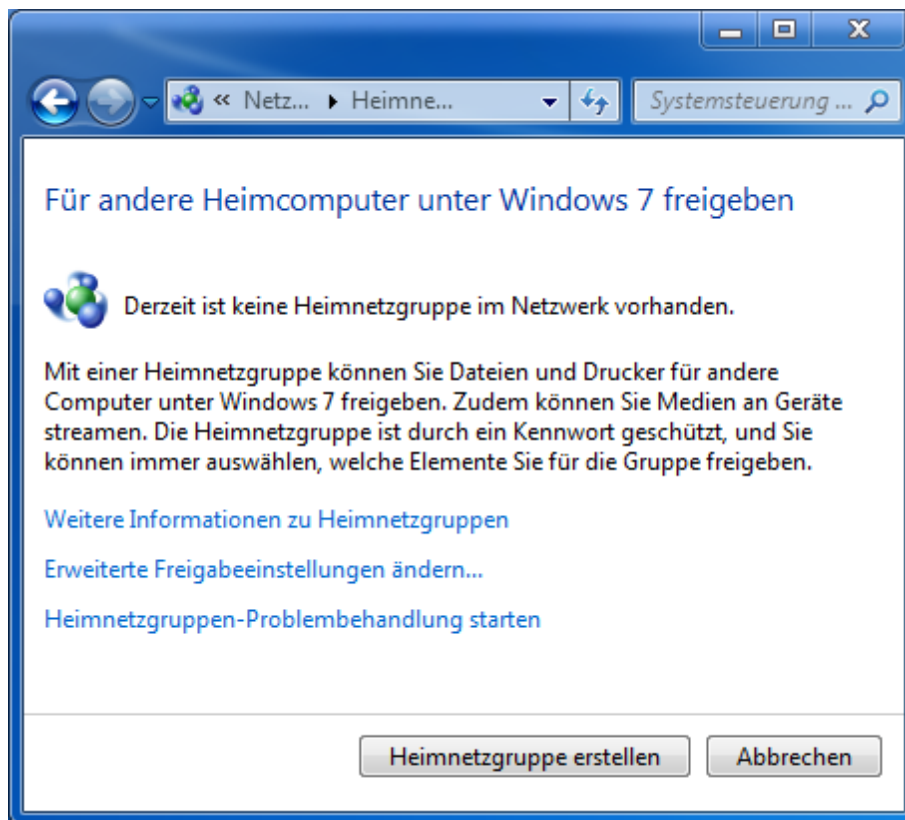 « Netz... Heimne...
Systemsteuerung ...
Für andere Heimcomputer unter Windows 7 freigeben
Derzeit ist keine Heimnetzgruppe im Netzwerk vorhanden.
Mit einer Heimnetzgruppe können Sie Dateien und Drucker für andere
Computer unter Windows 7 freigeben. Zudem können Sie Medien an Geräte
streamen. Die Heimnetzgruppe ist durch ein Kennwort geschützt, und Sie
können immer auswählen, welche Elemente Sie für die Gruppe freigeben.
Weitere Informationen zu Heimnetzgruppen
Erweiterte Freigabeeinstellungen ändern...
Heimnetzgruppen-Problembehandlung starten
Heimnetzgruppe erstellen
Abbrechen